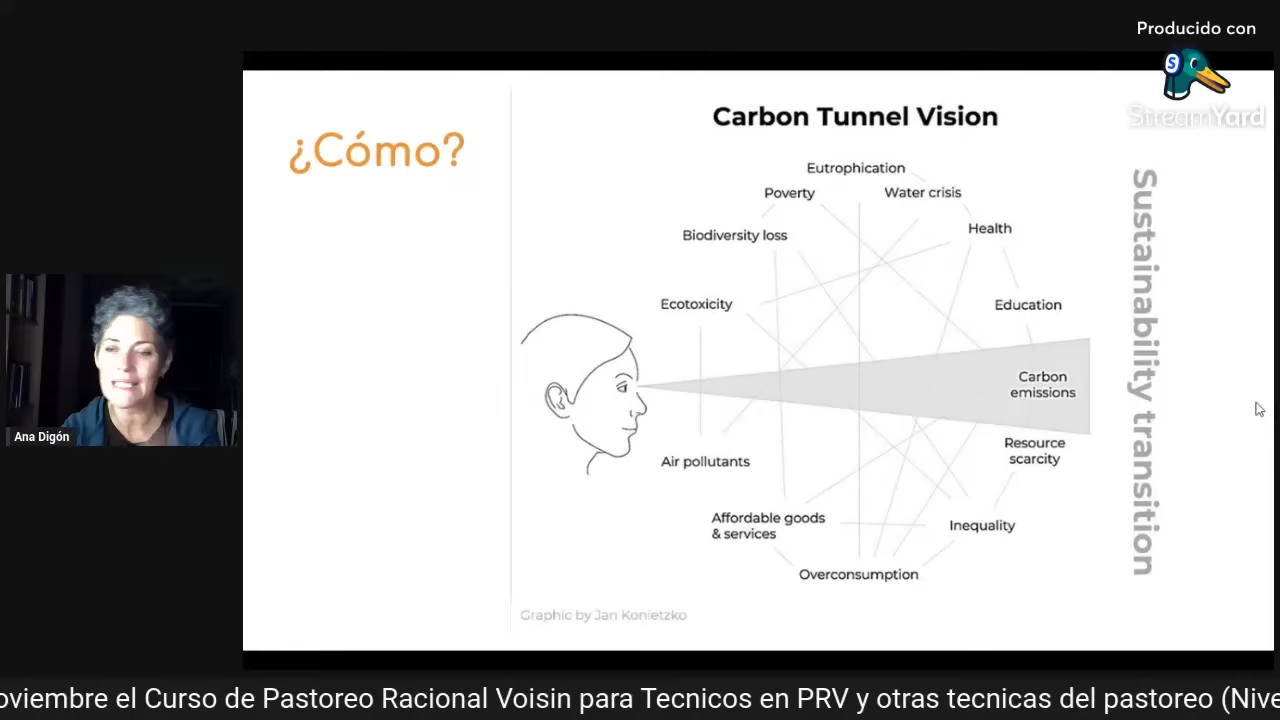 Producido con
S
StreamYard
¿Cómo?
Carbon Tunnel Vision
Eutrophication
Poverty
Water crisis
Biodiversity loss
Health
Ecotoxicity
Education
Carbon
emissions
Resource
scarcity
Air pollutants
Affordable goods
& services
Inequality
Overconsumption
Sustainability transition
Graphic by Jan Konietzko
Ana Digón
oviembre el Curso de Pastoreo Racional Voisin para Tecnicos en PRV y otras tecnicas del pastoreo (Nive